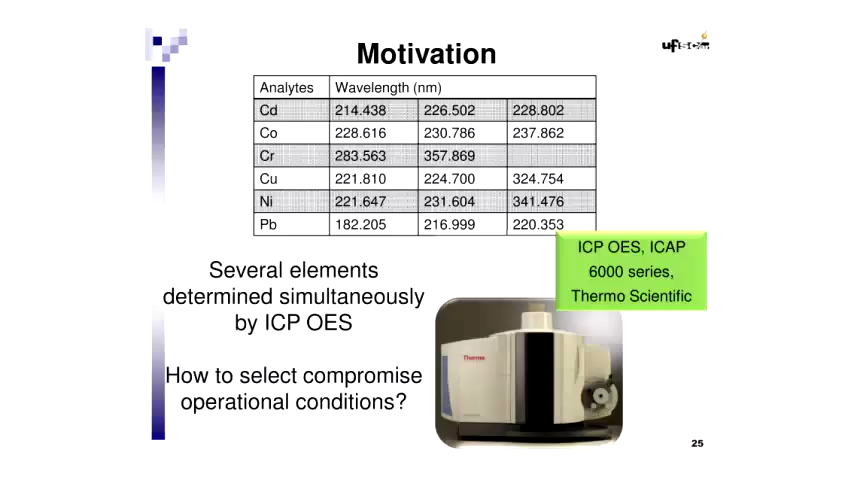 Motivation
ufSCar
Analytes Wavelength (nm)
Cd 214.438 226.502 228.802
Co 228.616 230.786 237.862
Cr 283.563 357.869
Cu 221.810 224.700 324.754
Ni 221.647 231.604 341.476
Pb 182.205 216.999 220.353
ICP OES, ICAP
6000 series,
Thermo Scientific
Several elements
determined simultaneously
by ICP OES
How to select compromise
operational conditions?
Thermo
25